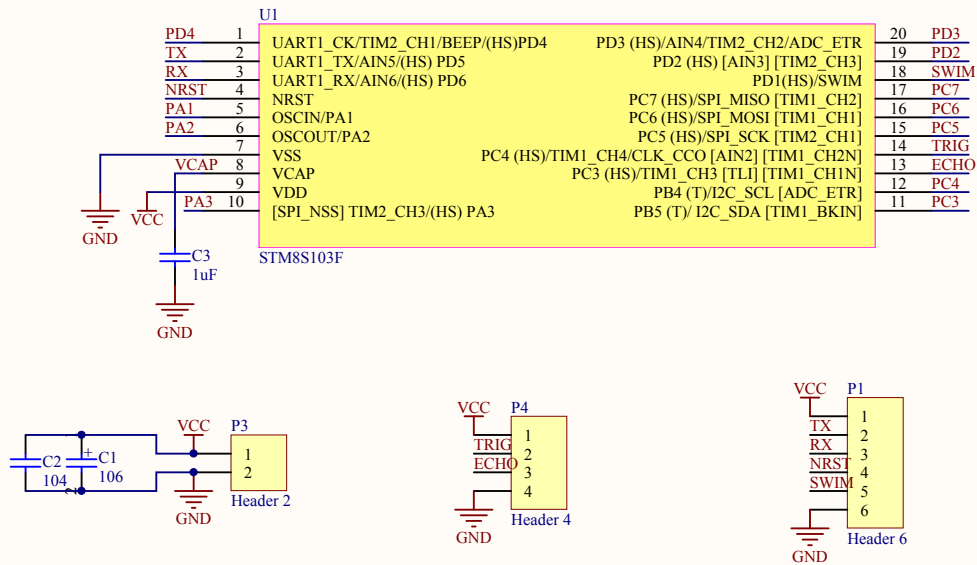 U1
PD4 1 UART1_CK/TIM2_CH1/BEEP/(HS)PD4 PD3 (HS)/AIN4/TIM2_CH2/ADC_ETR 20 PD3
TX 2 UART1_TX/AIN5/(HS) PD5 PD2 (HS) [AIN3] [TIM2_CH3] 19 PD2
RX 3 UART1_RX/AIN6/(HS) PD6 PD1(HS)/SWIM 18 SWIM
NRST 4 NRST PC7 (HS)/SPI_MISO [TIM1_CH2] 17 PC7
PA1 5 OSCIN/PA1 PC6 (HS)/SPI_MOSI [TIM1_CH1] 16 PC6
PA2 6 OSCOUT/PA2 PC5 (HS)/SPI_SCK [TIM2_CH1] 15 PC5
7 VSS PC4 (HS)/TIM1_CH4/CLK_CCO [AIN2] [TIM1_CH2N] 14 TRIG
VCAP 8 VCAP PC3 (HS)/TIM1_CH3 [TLI] [TIM1_CH1N] 13 ECHO
9 VDD PB4 (T)/I2C_SCL [ADC_ETR] 12 PC4
PA3 10 [SPI_NSS] TIM2_CH3/(HS) PA3 PB5 (T)/ I2C_SDA [TIM1_BKIN] 11 PC3
VCC
GND
STM8S103F
C3
1uF
GND
C2
104
C1
106
+
2
VCC
P3
1
2
Header 2
GND
VCC
P4
1
TRIG 2
ECHO 3
4
Header 4
GND
VCC
P1
1
TX 2
RX 3
NRST 4
SWIM 5
6
Header 6
GND